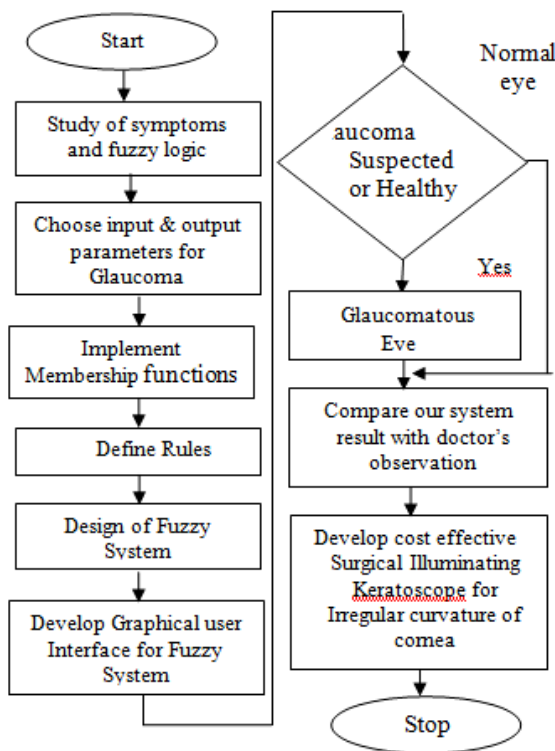 Start
Study of symptoms
and fuzzy logic
Choose input & output
parameters for
Glaucoma
Implement
Membership functions
Define Rules
Design of Fuzzy
System
Develop Graphical user
Interface for Fuzzy
System
Normal
eye
aucoma
Suspected
or Healthy
Yes
Glaucomatous
Eye
Compare our system
result with doctor’s
observation
Develop cost effective
Surgical Illuminating
Keratoscope for
Irregular curvature of
cornea
Stop